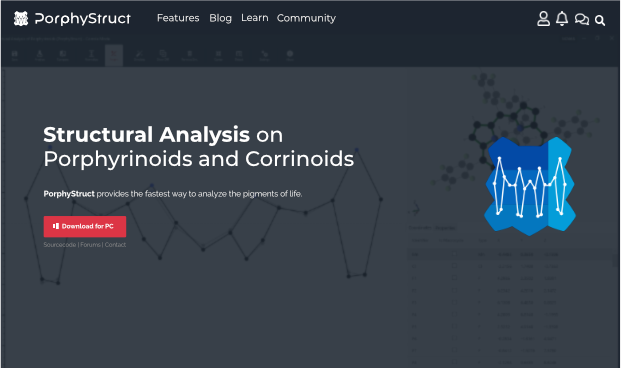 PorphyStruct
Features Blog Learn Community
Structural Analysis on
Porphyrinoids and Corrinoids
PorphyStruct provides the fastest way to analyze the pigments of life.
Download for PC
Sourcecode | Forums | Contact